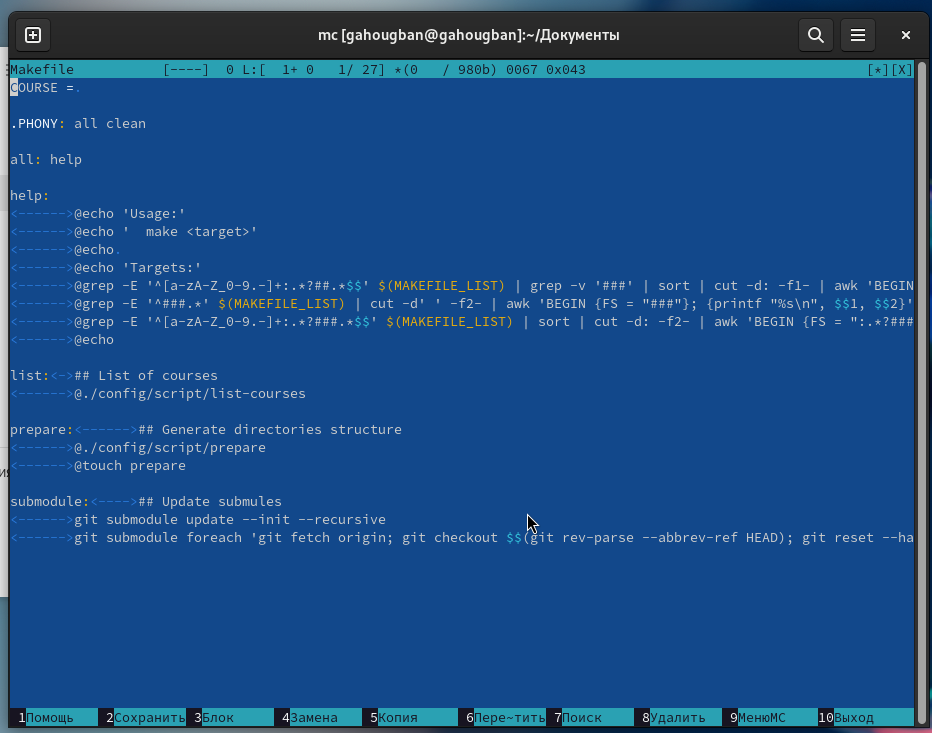 mc [gahougban@gahougban]:~/Документы
Makefile [----] 0 L:[ 1+ 0 1/ 27] *(0 / 980b) 0067 0x043 [*][X]
COURSE =.
.PHONY: all clean
all: help
help:
<------>@echo 'Usage:'
<------>@echo '  make <target>'
<------>@echo.
<------>@echo 'Targets:'
<------>@grep -E '^[a-zA-Z_0-9.-]+:.*?##.*$$' $(MAKEFILE_LIST) | grep -v '###' | sort | cut -d: -f1- | awk 'BEGIN
<------>@grep -E '^###.*' $(MAKEFILE_LIST) | cut -d' ' -f2- | awk 'BEGIN {FS = "###"}; {printf "%s\n", $$1, $$2}'
<------>@grep -E '^[a-zA-Z_0-9.-]+:.*?###.*$$' $(MAKEFILE_LIST) | sort | cut -d: -f2- | awk 'BEGIN {FS = ":.*?###
<------>@echo
list:<->## List of courses
<------>@./config/script/list-courses
prepare:<------>## Generate directories structure
<------>@./config/script/prepare
<------>@touch prepare
submodule:<---->## Update submules
<------>git submodule update --init --recursive
<------>git submodule foreach 'git fetch origin; git checkout $$(git rev-parse --abbrev-ref HEAD); git reset --ha
1Помощь 2Сохранить 3Блок 4Замена 5Копия 6Пере~тить 7Поиск 8Удалить 9МенюMC 10Выход